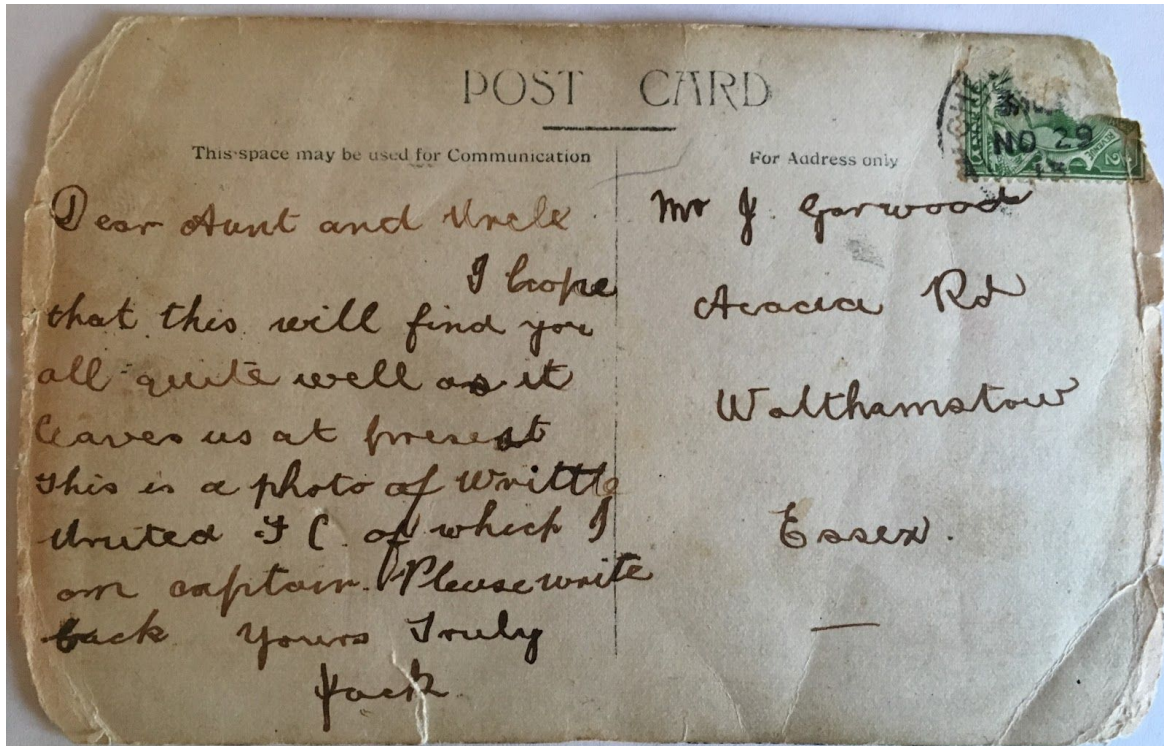 POST CARD
This space may be used for Communication
For Address only
NO 29
Dear Aunt and Uncle
I hope
that this will find you
all quite well as it
leaves us at present
this is a photo of Writtle
United F C of which I
am captain. Please write
back Yours Truly
Jack
Mr J. Garwood
Acacia Rd
Walthamstow
Essex.